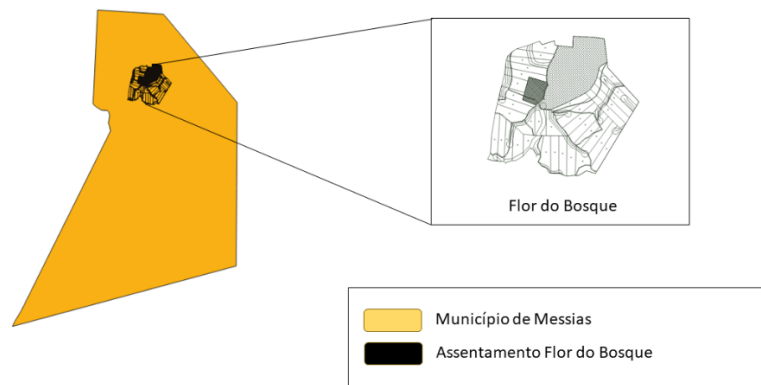 Flor do Bosque
Município de Messias
Assentamento Flor do Bosque